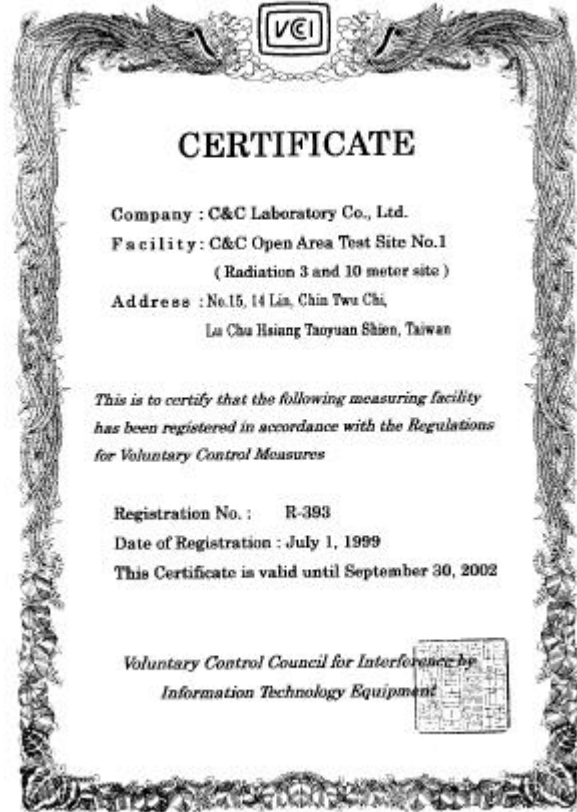 VCI
CERTIFICATE
Company : C&C Laboratory Co., Ltd.
Facility : C&C Open Area Test Site No.1
( Radiation 3 and 10 meter site )
Address : No.15, 14 Lin, Chin Twu Chi,
Lu Chu Hsiang Taoyuan Shien, Taiwan
This is to certify that the following measuring facility
has been registered in accordance with the Regulations
for Voluntary Control Measures
Registration No. : R-393
Date of Registration : July 1, 1999
This Certificate is valid until September 30, 2002
Voluntary Control Council for Interference by
Information Technology Equipment